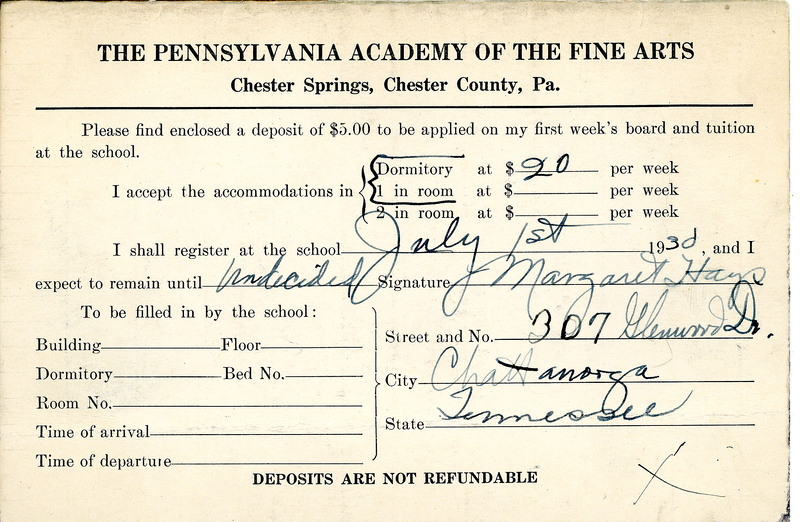 THE PENNSYLVANIA ACADEMY OF THE FINE ARTS
Chester Springs, Chester County, Pa.
Please find enclosed a deposit of $5.00 to be applied on my first week's board and tuition
at the school.
I accept the accommodations in
Dormitory at $20 per week
1 in room at $ per week
2 in room at $ per week
I shall register at the school July 1st 1930, and I
expect to remain until Undecided Signature J Margaret Hays
To be filled in by the school:
Building Floor
Dormitory Bed No.
Room No.
Time of arrival
Time of departure
Street and No. 307 Glenwood Dr.
City Chattanooga
State Tennessee
DEPOSITS ARE NOT REFUNDABLE
X